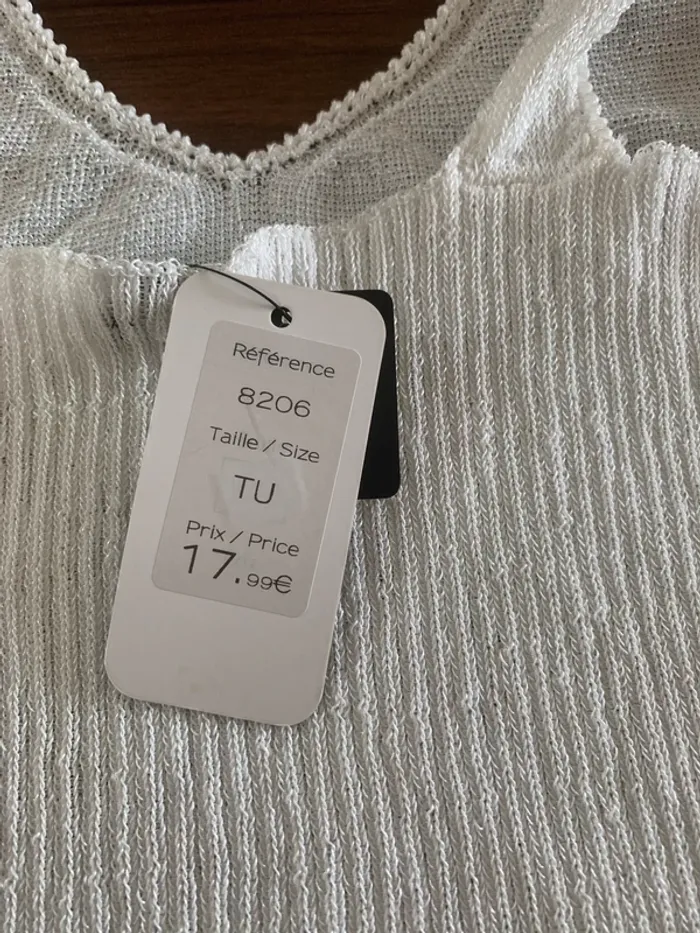 Référence
8206
Taille / Size
TU
Prix / Price
17.99€